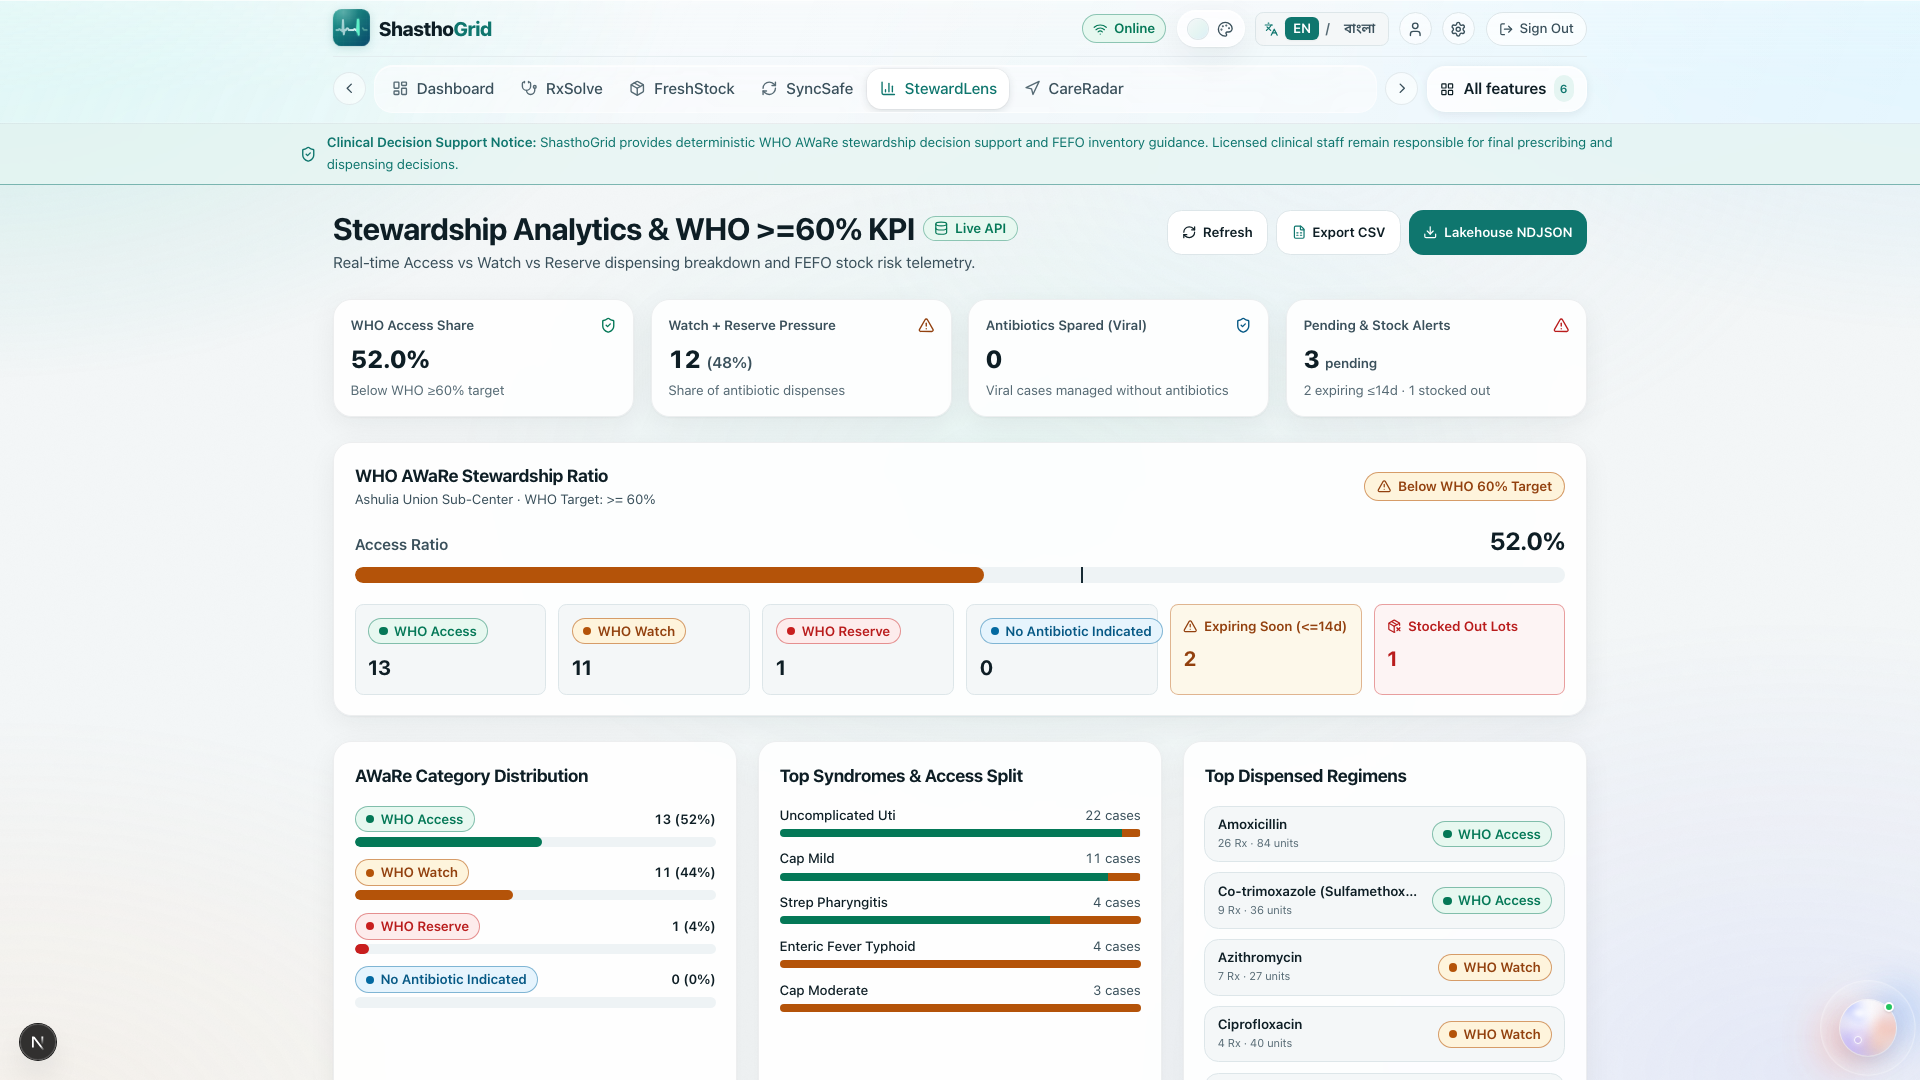 ShasthoGrid
Online
EN / বাংলা
Sign Out
Dashboard
RxSolve
FreshStock
SyncSafe
StewardLens
CareRadar
All features 6
Clinical Decision Support Notice: ShasthoGrid provides deterministic WHO AWaRe stewardship decision support and FEFO inventory guidance. Licensed clinical staff remain responsible for final prescribing and
dispensing decisions.
Stewardship Analytics & WHO >=60% KPI
Live API
Real-time Access vs Watch vs Reserve dispensing breakdown and FEFO stock risk telemetry.
Refresh
Export CSV
Lakehouse NDJSON
WHO Access Share
52.0%
Below WHO ≥60% target
Watch + Reserve Pressure
12 (48%)
Share of antibiotic dispenses
Antibiotics Spared (Viral)
0
Viral cases managed without antibiotics
Pending & Stock Alerts
3 pending
2 expiring ≤14d · 1 stocked out
WHO AWaRe Stewardship Ratio
Ashulia Union Sub-Center · WHO Target: >= 60%
Below WHO 60% Target
Access Ratio
52.0%
WHO Access
13
WHO Watch
11
WHO Reserve
1
No Antibiotic Indicated
0
Expiring Soon (<=14d)
2
Stocked Out Lots
1
AWaRe Category Distribution
WHO Access 13 (52%)
WHO Watch 11 (44%)
WHO Reserve 1 (4%)
No Antibiotic Indicated 0 (0%)
Top Syndromes & Access Split
Uncomplicated Uti 22 cases
Cap Mild 11 cases
Strep Pharyngitis 4 cases
Enteric Fever Typhoid 4 cases
Cap Moderate 3 cases
Top Dispensed Regimens
Amoxicillin
26 Rx · 84 units
WHO Access
Co-trimoxazole (Sulfamethox...
9 Rx · 36 units
WHO Access
Azithromycin
7 Rx · 27 units
WHO Watch
Ciprofloxacin
4 Rx · 40 units
WHO Watch
N